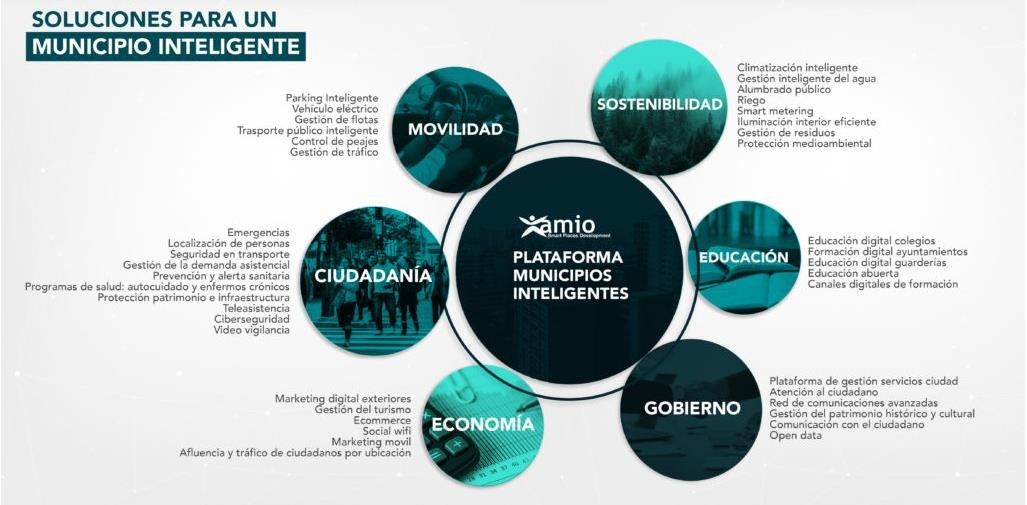 SOLUCIONES PARA UN
MUNICIPIO INTELIGENTE
Parking Inteligente
Vehículo eléctrico
Gestión de flotas
Trasporte público inteligente
Control de peajes
Gestión de tráfico
MOVILIDAD
SOSTENIBILIDAD
Climatización inteligente
Gestión inteligente del agua
Alumbrado público
Riego
Smart metering
Iluminación interior eficiente
Gestión de residuos
Protección medioambiental
Emergencias
Localización de personas
Seguridad en transporte
Gestión de la demanda asistencial
Prevención y alerta sanitaria
Programas de salud: autocuidado y enfermos crónicos
Protección patrimonio e infraestructura
Teleasistencia
Ciberseguridad
Video vigilancia
CIUDADANÍA
amio
Smart Places Development
PLATAFORMA
MUNICIPIOS
INTELIGENTES
EDUCACIÓN
Educación digital colegios
Formación digital ayuntamientos
Educación digital guarderías
Educación abierta
Canales digitales de formación
Marketing digital exteriores
Gestión del turismo
Ecommerce
Social wifi
Marketing movil
Afluencia y tráfico de ciudadanos por ubicación
ECONOMÍA
GOBIERNO
Plataforma de gestión servicios ciudad
Atención al ciudadano
Red de comunicaciones avanzadas
Gestión del patrimonio histórico y cultural
Comunicación con el ciudadano
Open data